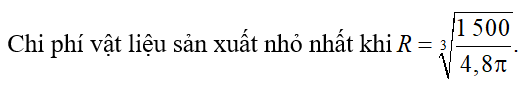 Chi phí vật liệu sản xuất nhỏ nhất khi R = ∛(1 500 / 4,8π).